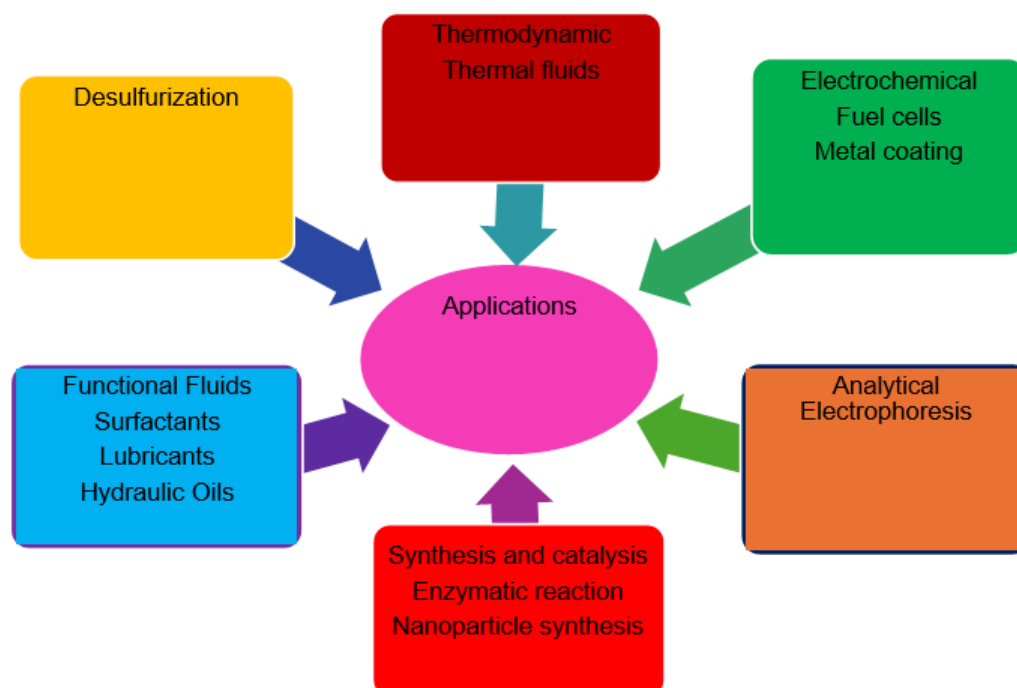 Thermodynamic
Thermal fluids
Desulfurization
Electrochemical
Fuel cells
Metal coating
Applications
Functional Fluids
Surfactants
Lubricants
Hydraulic Oils
Analytical
Electrophoresis
Synthesis and catalysis
Enzymatic reaction
Nanoparticle synthesis